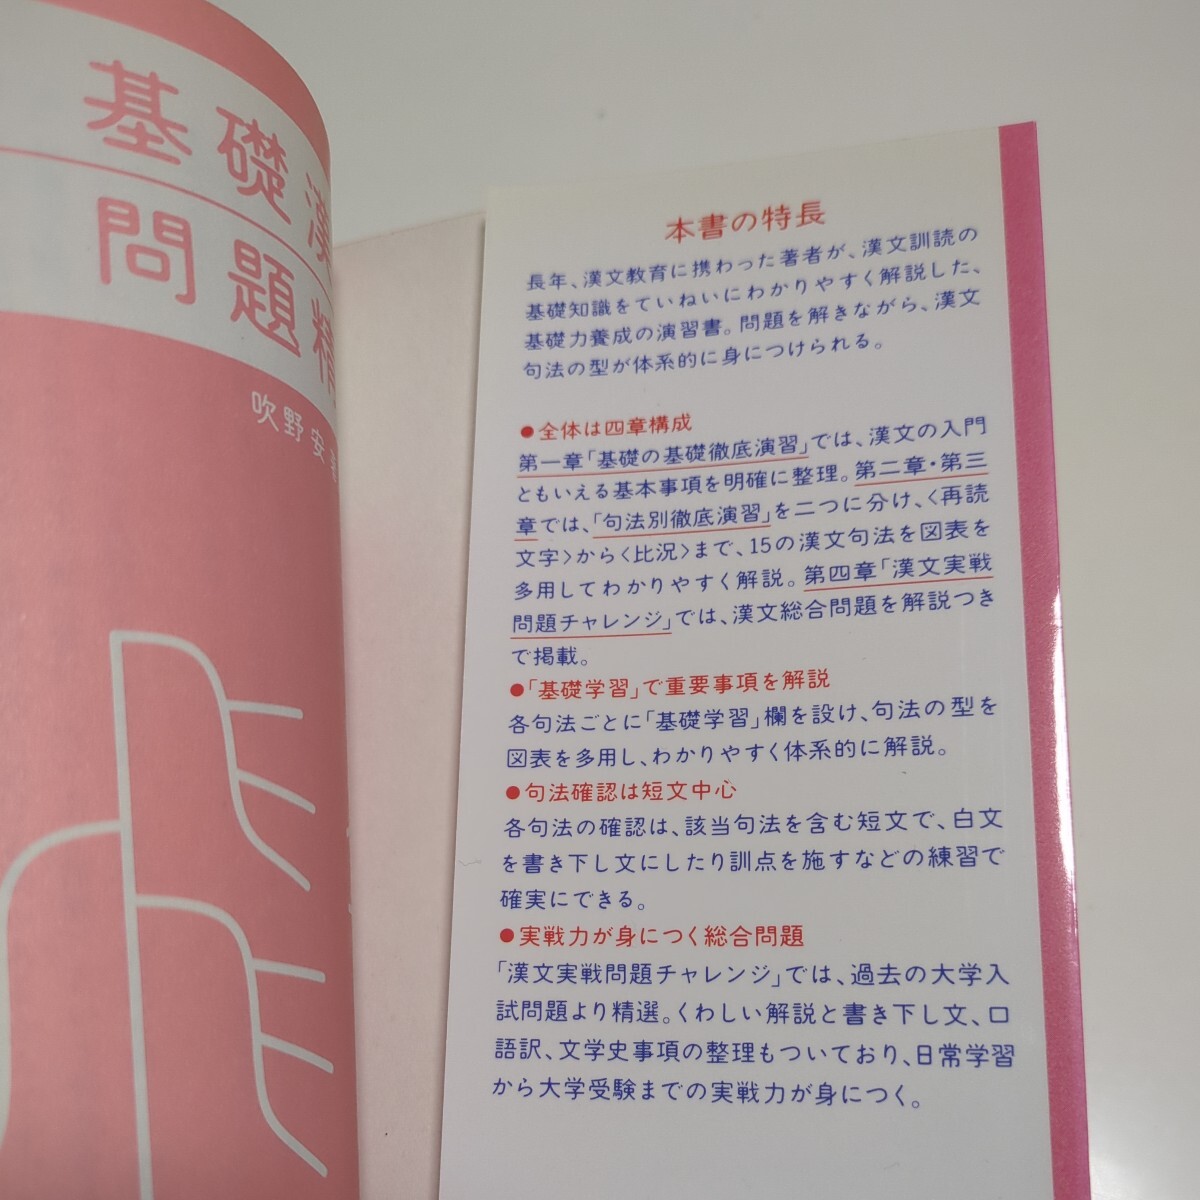 基礎漢
問題精
吹野安
本書の特長
長年、漢文教育に携わった著者が、漢文訓読の
基礎知識をていねいにわかりやすく解説した、
基礎力養成の演習書。問題を解きながら、漢文
句法の型が体系的に身につけられる。
●全体は四章構成
第一章「基礎の基礎徹底演習」では、漢文の入門
ともいえる基本事項を明確に整理。第二章・第三
章では、「句法別徹底演習」を二つに分け、〈再読
文字〉から〈比況〉まで、15の漢文句法を図表を
多用してわかりやすく解説。第四章「漢文実戦
問題チャレンジ」では、漢文総合問題を解説つき
で掲載。
●「基礎学習」で重要事項を解説
各句法ごとに「基礎学習」欄を設け、句法の型を
図表を多用し、わかりやすく体系的に解説。
●句法確認は短文中心
各句法の確認は、該当句法を含む短文で、白文
を書き下し文にしたり訓点を施すなどの練習で
確実にできる。
●実戦力が身につく総合問題
「漢文実戦問題チャレンジ」では、過去の大学入
試問題より精選。くわしい解説と書き下し文、口
語訳、文学史事項の整理もついており、日常学習
から大学受験までの実戦力が身につく。